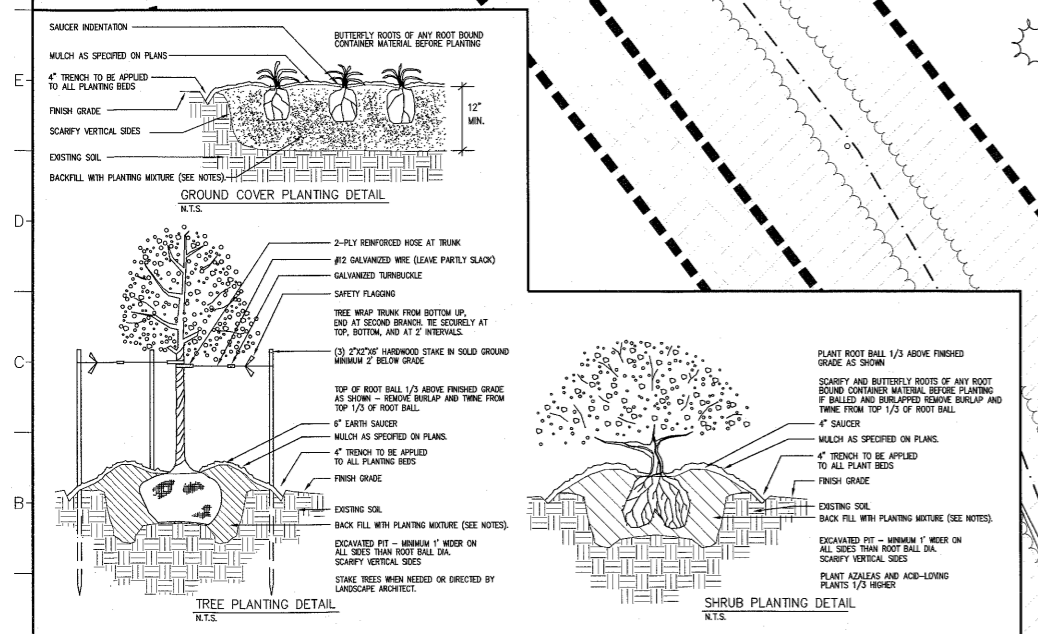 E
D
C
B
SAUCER INDENTATION
BUTTERFLY ROOTS OF ANY ROOT BOUND
CONTAINER MATERIAL BEFORE PLANTING
MULCH AS SPECIFIED ON PLANS
4" TRENCH TO BE APPLIED
TO ALL PLANTING BEDS
FINISH GRADE
SCARIFY VERTICAL SIDES
12"
MIN.
EXISTING SOIL
BACKFILL WITH PLANTING MIXTURE (SEE NOTES).
GROUND COVER PLANTING DETAIL
N.T.S.
2-PLY REINFORCED HOSE AT TRUNK
#12 GALVANIZED WIRE (LEAVE PARTLY SLACK)
GALVANIZED TURNBUCKLE
SAFETY FLAGGING
TREE WRAP TRUNK FROM BOTTOM UP,
END AT SECOND BRANCH. TIE SECURELY AT
TOP, BOTTOM, AND AT 2' INTERVALS.
(3) 2"X2"X6' HARDWOOD STAKE IN SOLID GROUND
MINIMUM 2' BELOW GRADE
TOP OF ROOT BALL 1/3 ABOVE FINISHED GRADE
AS SHOWN - REMOVE BURLAP AND TWINE FROM
TOP 1/3 OF ROOT BALL.
6" EARTH SAUCER
MULCH AS SPECIFIED ON PLANS.
4" TRENCH TO BE APPLIED
TO ALL PLANTING BEDS
FINISH GRADE
EXISTING SOIL
BACK FILL WITH PLANTING MIXTURE (SEE NOTES).
EXCAVATED PIT - MINIMUM 1' WIDER ON
ALL SIDES THAN ROOT BALL DIA.
SCARIFY VERTICAL SIDES
STAKE TREES WHEN NEEDED OR DIRECTED BY
LANDSCAPE ARCHITECT.
TREE PLANTING DETAIL
N.T.S.
PLANT ROOT BALL 1/3 ABOVE FINISHED
GRADE AS SHOWN
SCARIFY AND BUTTERFLY ROOTS OF ANY ROOT
BOUND CONTAINER MATERIAL BEFORE PLANTING
IF BALLED AND BURLAPPED REMOVE BURLAP AND
TWINE FROM TOP 1/3 OF ROOT BALL
4" SAUCER
MULCH AS SPECIFIED ON PLANS.
4" TRENCH TO BE APPLIED
TO ALL PLANT BEDS
FINISH GRADE
EXISTING SOIL
BACK FILL WITH PLANTING MIXTURE (SEE NOTES).
EXCAVATED PIT - MINIMUM 1' WIDER ON
ALL SIDES THAN ROOT BALL DIA.
SCARIFY VERTICAL SIDES
PLANT AZALEAS AND ACID-LOVING
PLANTS 1/3 HIGHER
SHRUB PLANTING DETAIL
N.T.S.